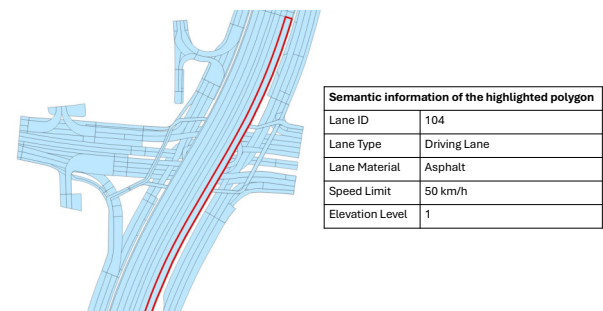 Semantic information of the highlighted polygon
Lane ID 104
Lane Type Driving Lane
Lane Material Asphalt
Speed Limit 50 km/h
Elevation Level 1